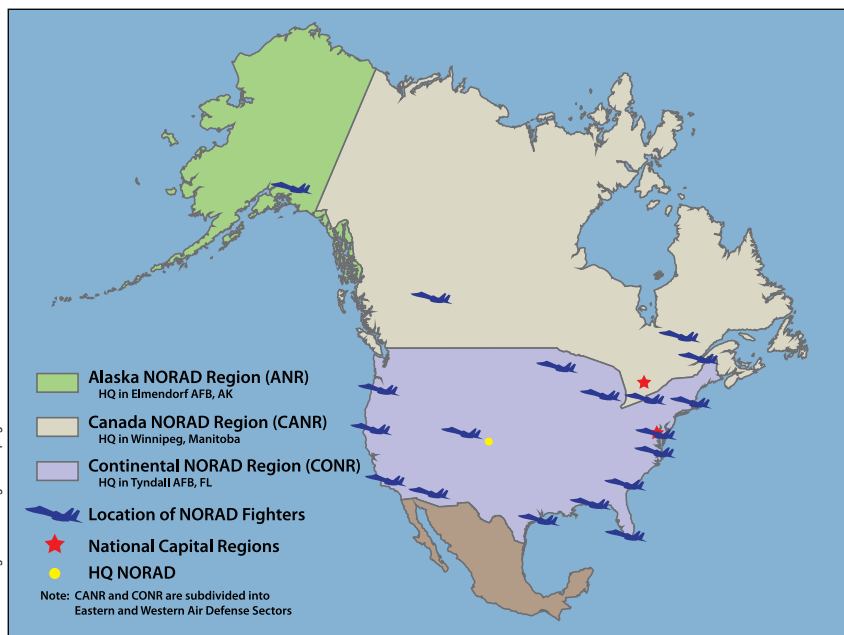 Alaska NORAD Region (ANR)
HQ in Elmendorf AFB, AK
Canada NORAD Region (CANR)
HQ in Winnipeg, Manitoba
Continental NORAD Region (CONR)
HQ in Tyndall AFB, FL
Location of NORAD Fighters
National Capital Regions
HQ NORAD
Note: CANR and CONR are subdivided into
Eastern and Western Air Defense Sectors